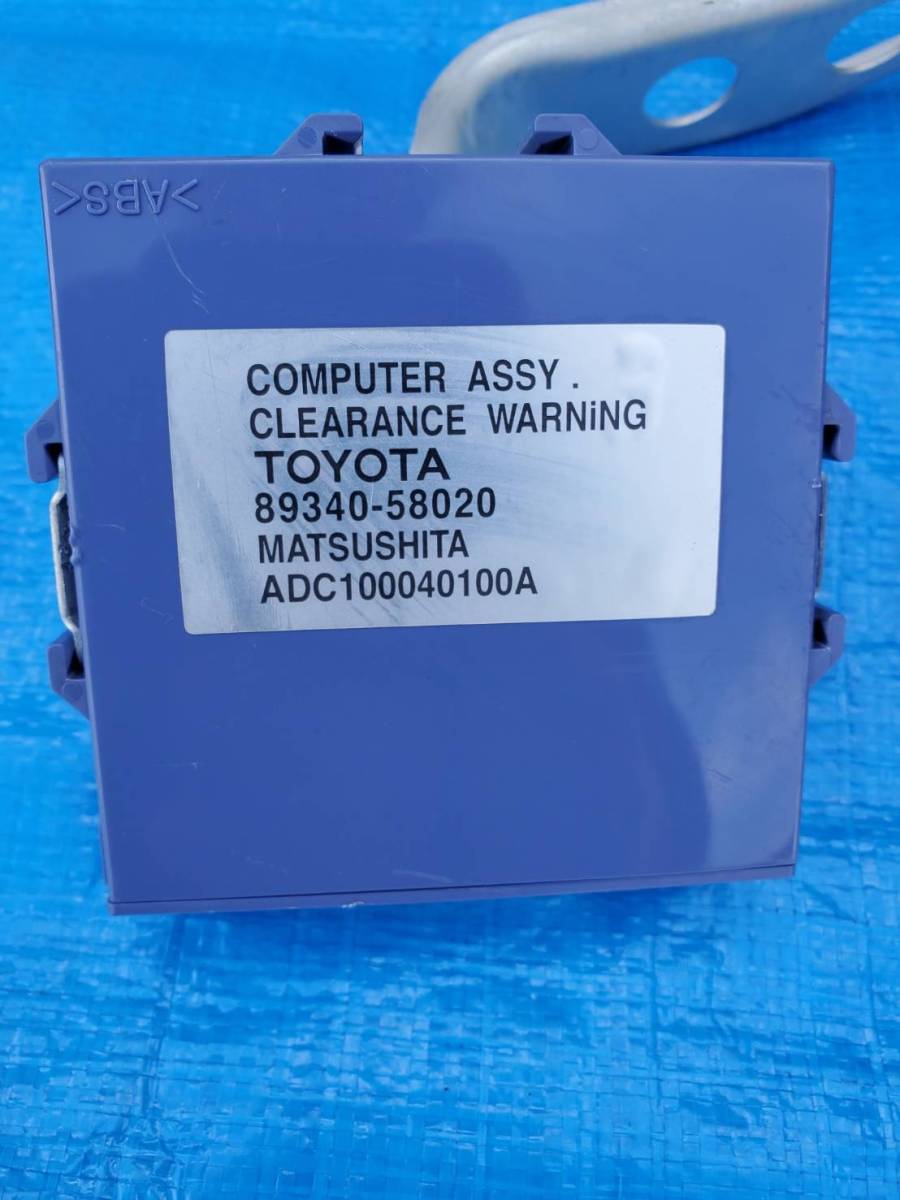 >ABS<
COMPUTER ASSY.
CLEARANCE WARNiNG
TOYOTA
89340-58020
MATSUSHITA
ADC100040100A